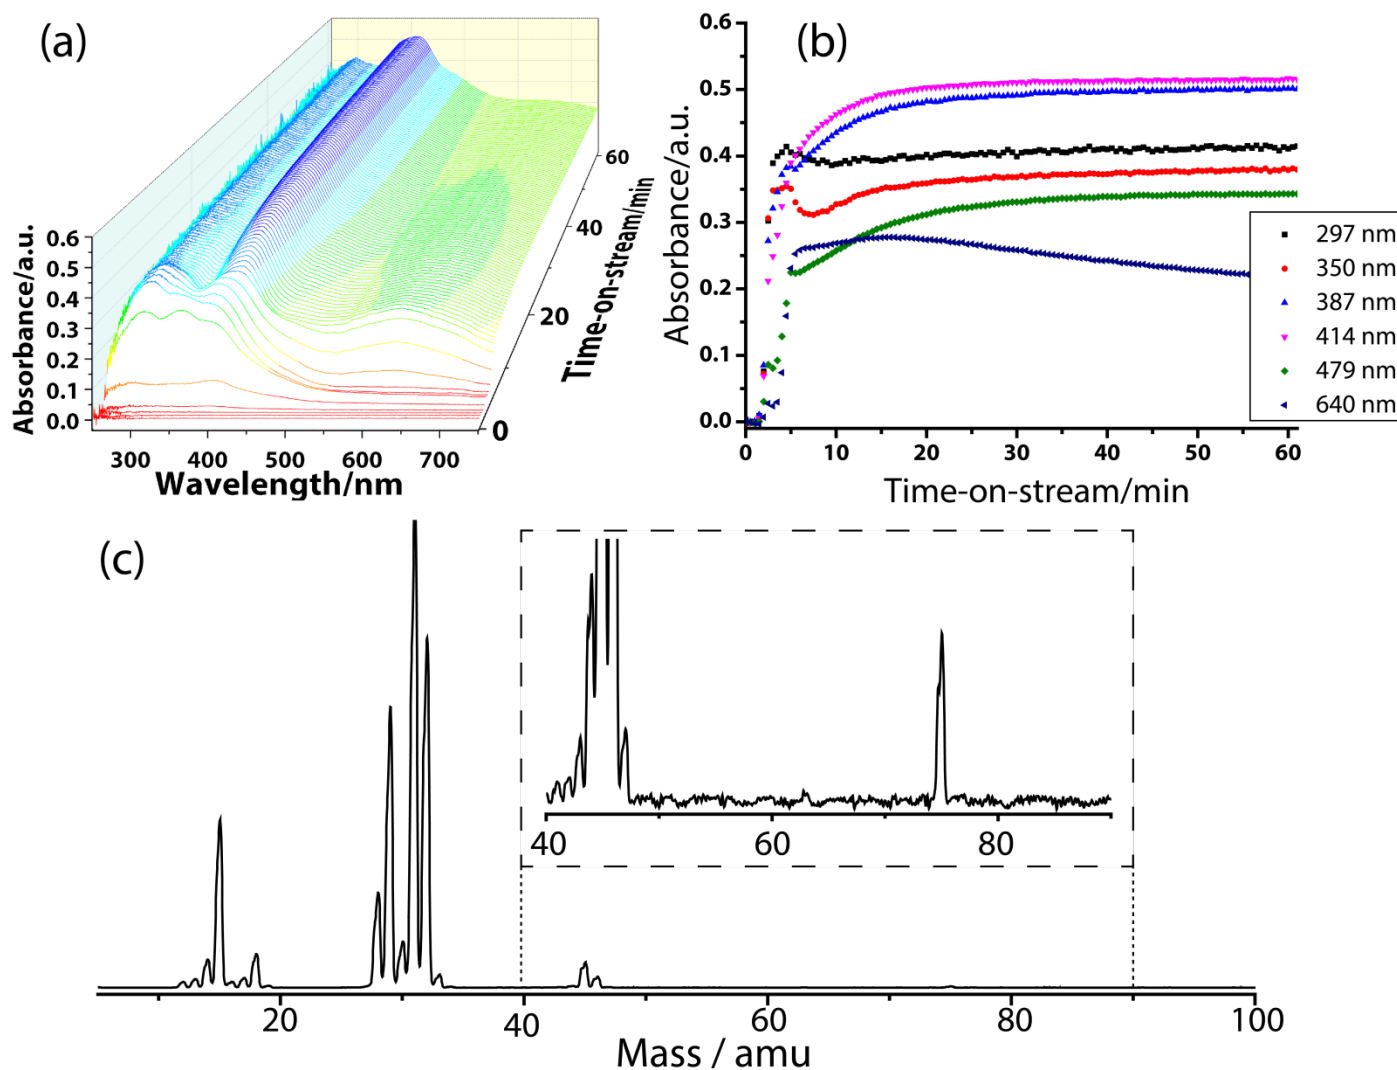 (a)
0.6
0.5
0.4
0.3
0.2
0.1
0.0
Absorbance/a.u.
300
400
500
600
700
Wavelength/nm
0
20
40
60
Time-on-stream/min
(b)
0.6
0.5
0.4
0.3
0.2
0.1
0.0
Absorbance/a.u.
0
10
20
30
40
50
60
Time-on-stream/min
297 nm
350 nm
387 nm
414 nm
479 nm
640 nm
(c)
40
60
80
20
40
60
80
100
Mass / amu